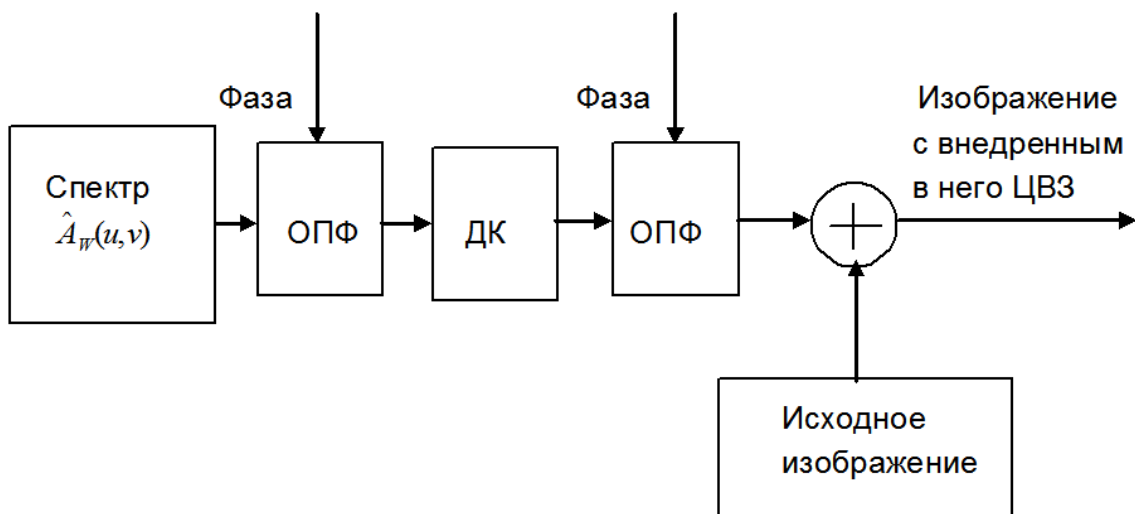 Фаза
Фаза
Изображение
с внедренным
в него ЦВЗ
Спектр
Â_W(u,v)
ОПФ
ДК
ОПФ
Исходное
изображение